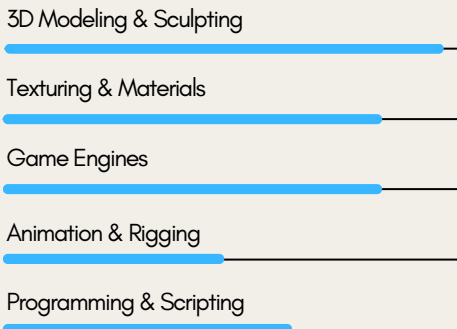 3D Modeling & Sculpting
Texturing & Materials
Game Engines
Animation & Rigging
Programming & Scripting